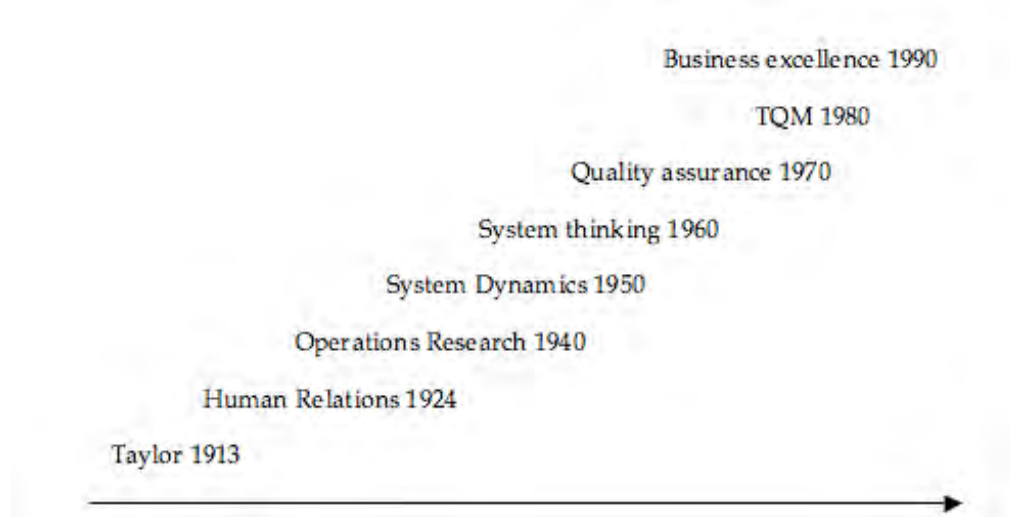 Business excellence 1990
TQM 1980
Quality assurance 1970
System thinking 1960
System Dynamics 1950
Operations Research 1940
Human Relations 1924
Taylor 1913